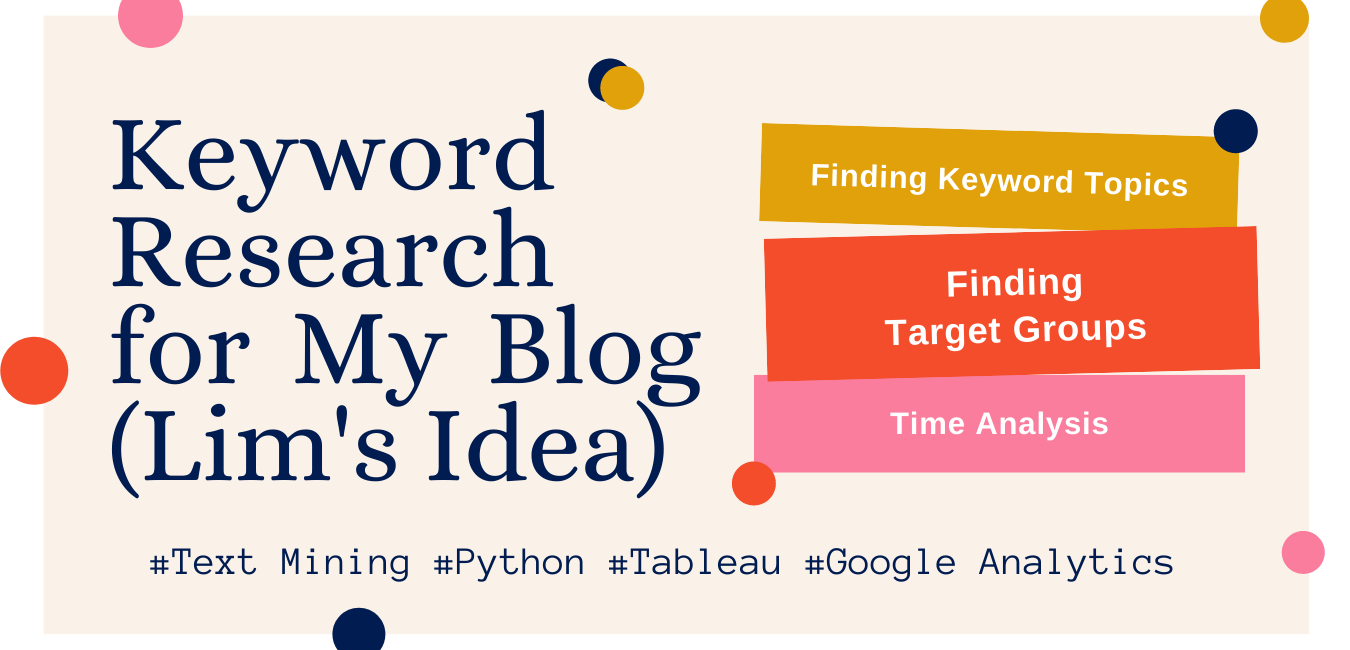 Keyword
Research
for My Blog
(Lim's Idea)
Finding Keyword Topics
Finding
Target Groups
Time Analysis
#Text Mining #Python #Tableau #Google Analytics